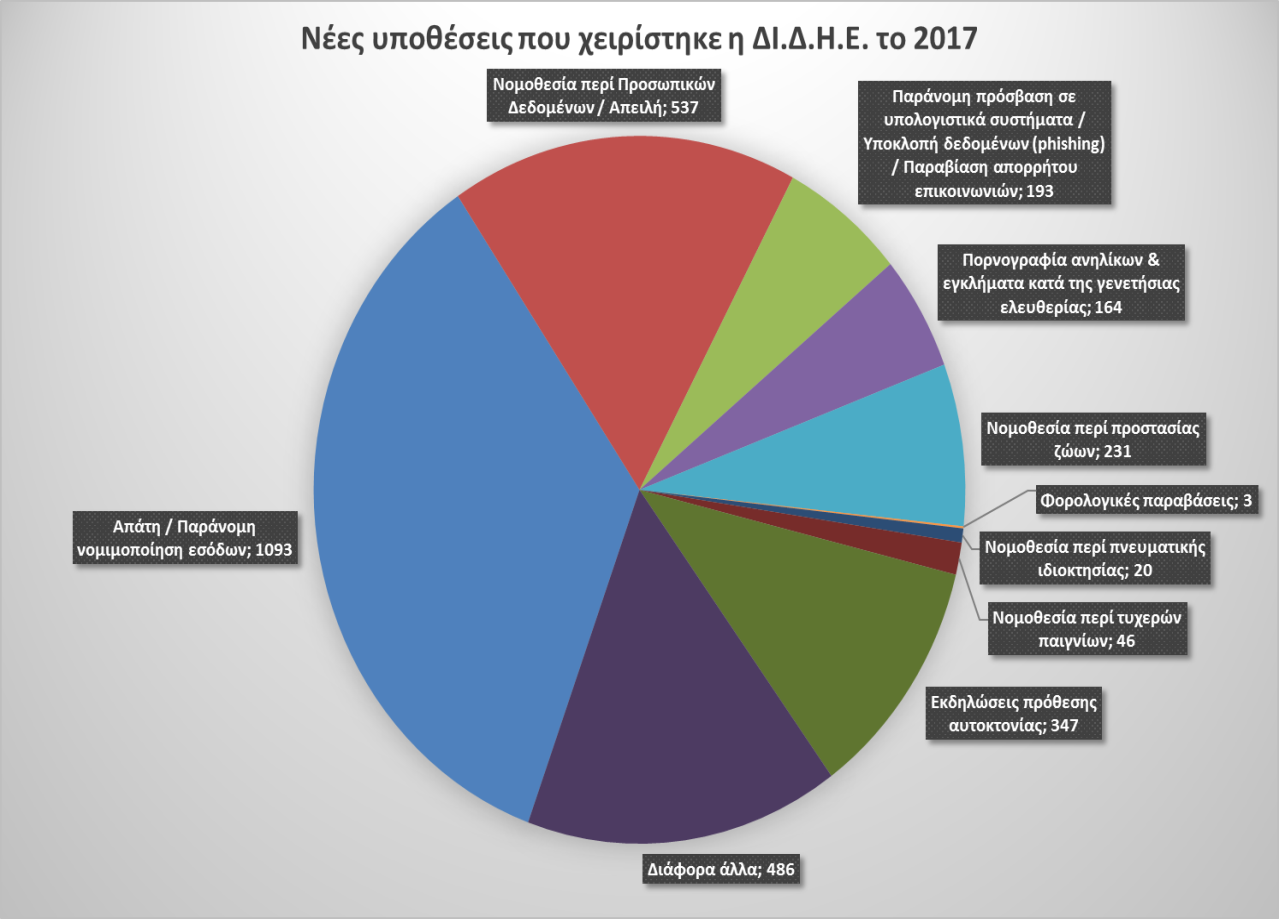 Νέες υποθέσεις που χειρίστηκε η ΔΙ.Δ.Η.Ε. το 2017
Νομοθεσία περί Προσωπικών
Δεδομένων / Απειλή; 537
Παράνομη πρόσβαση σε
υπολογιστικά συστήματα /
Υποκλοπή δεδομένων (phishing)
/ Παραβίαση απορρήτου
επικοινωνιών; 193
Πορνογραφία ανηλίκων &
εγκλήματα κατά της γενετήσιας
ελευθερίας; 164
Νομοθεσία περί προστασίας
ζώων; 231
Φορολογικές παραβάσεις; 3
Νομοθεσία περί πνευματικής
ιδιοκτησίας; 20
Νομοθεσία περί τυχερών
παιγνίων; 46
Εκδηλώσεις πρόθεσης
αυτοκτονίας; 347
Διάφορα άλλα; 486
Απάτη / Παράνομη
νομιμοποίηση εσόδων; 1093